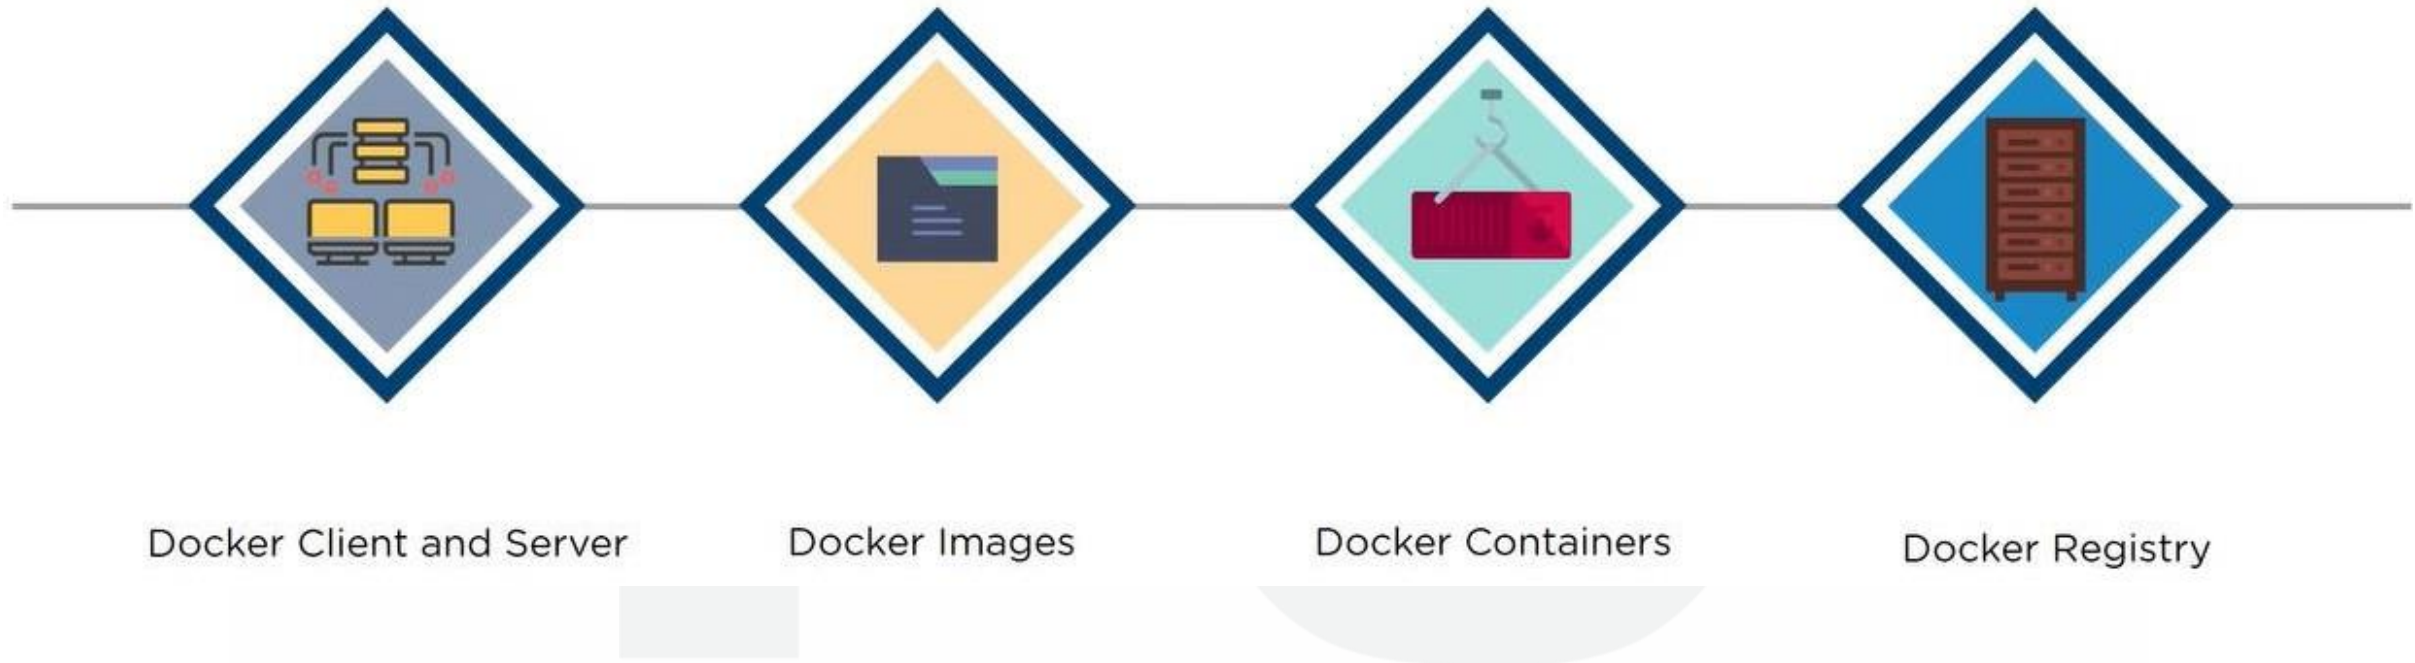 Docker Client and Server
Docker Images
Docker Containers
Docker Registry